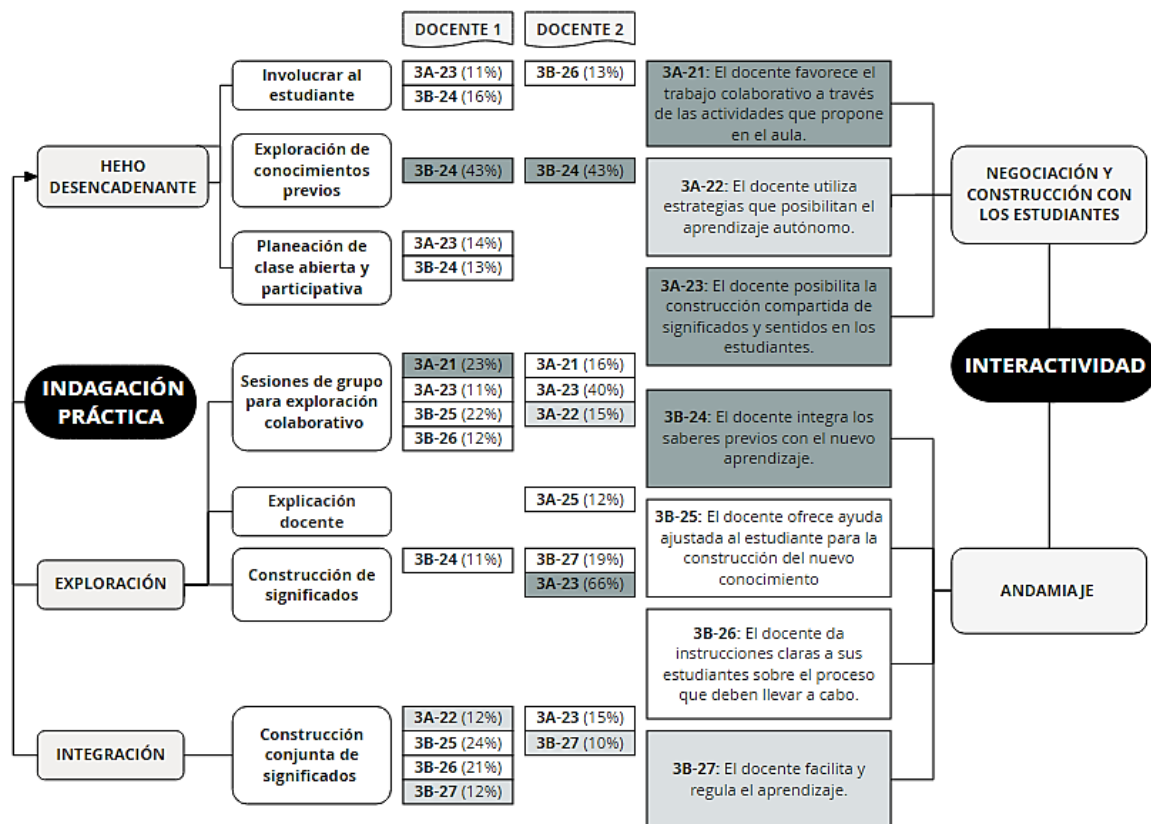 DOCENTE 1
DOCENTE 2
Involucrar al
estudiante
3A-23 (11%)
3B-24 (16%)
3B-26 (13%)
HEHO
DESENCADENANTE
Exploración de
conocimientos
previos
3B-24 (43%)
3B-24 (43%)
Planeación de
clase abierta y
participativa
3A-23 (14%)
3B-24 (13%)
INDAGACIÓN
PRÁCTICA
Sesiones de grupo
para exploración
colaborativo
3A-21 (23%)
3A-23 (11%)
3B-25 (22%)
3B-26 (12%)
3A-21 (16%)
3A-23 (40%)
3A-22 (15%)
Explicación
docente
3A-25 (12%)
EXPLORACIÓN
Construcción de
significados
3B-24 (11%)
3B-27 (19%)
3A-23 (66%)
INTEGRACIÓN
Construcción
conjunta de
significados
3A-22 (12%)
3B-25 (24%)
3B-26 (21%)
3B-27 (12%)
3A-23 (15%)
3B-27 (10%)
3A-21: El docente favorece el
trabajo colaborativo a través
de las actividades que propone
en el aula.
3A-22: El docente utiliza
estrategias que posibilitan el
aprendizaje autónomo.
3A-23: El docente posibilita la
construcción compartida de
significados y sentidos en los
estudiantes.
3B-24: El docente integra los
saberes previos con el nuevo
aprendizaje.
3B-25: El docente ofrece ayuda
ajustada al estudiante para la
construcción del nuevo
conocimiento
3B-26: El docente da
instrucciones claras a sus
estudiantes sobre el proceso
que deben llevar a cabo.
3B-27: El docente facilita y
regula el aprendizaje.
NEGOCIACIÓN Y
CONSTRUCCIÓN CON
LOS ESTUDIANTES
INTERACTIVIDAD
ANDAMIAJE